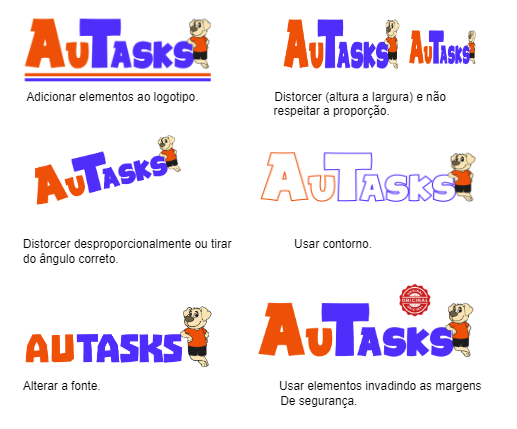 AuTasks
AuTasks AuTasks
Adicionar elementos ao logotipo.
Distorcer (altura a largura) e não
respeitar a proporção.
AuTasks
AuTasks
Distorcer desproporcionalmente ou tirar
do ângulo correto.
Usar contorno.
AUTASKS
ORIGINAL
AuTasks
Alterar a fonte.
Usar elementos invadindo as margens
De segurança.